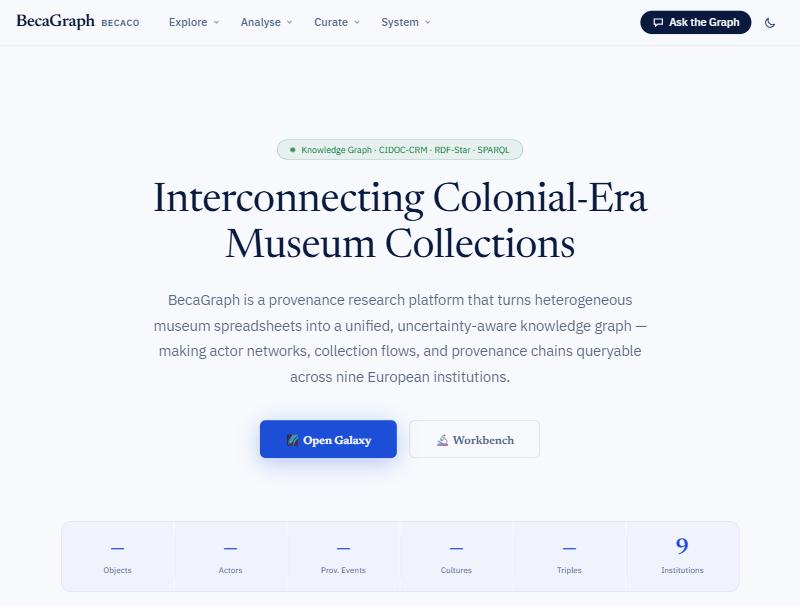 BecaGraph BECACO Explore Analyse Curate System Ask the Graph
Knowledge Graph · CIDOC-CRM · RDF-Star · SPARQL
Interconnecting Colonial-Era
Museum Collections
BecaGraph is a provenance research platform that turns heterogeneous
museum spreadsheets into a unified, uncertainty-aware knowledge graph —
making actor networks, collection flows, and provenance chains queryable
across nine European institutions.
Open Galaxy Workbench
— — — — — 9
Objects Actors Prov. Events Cultures Triples Institutions